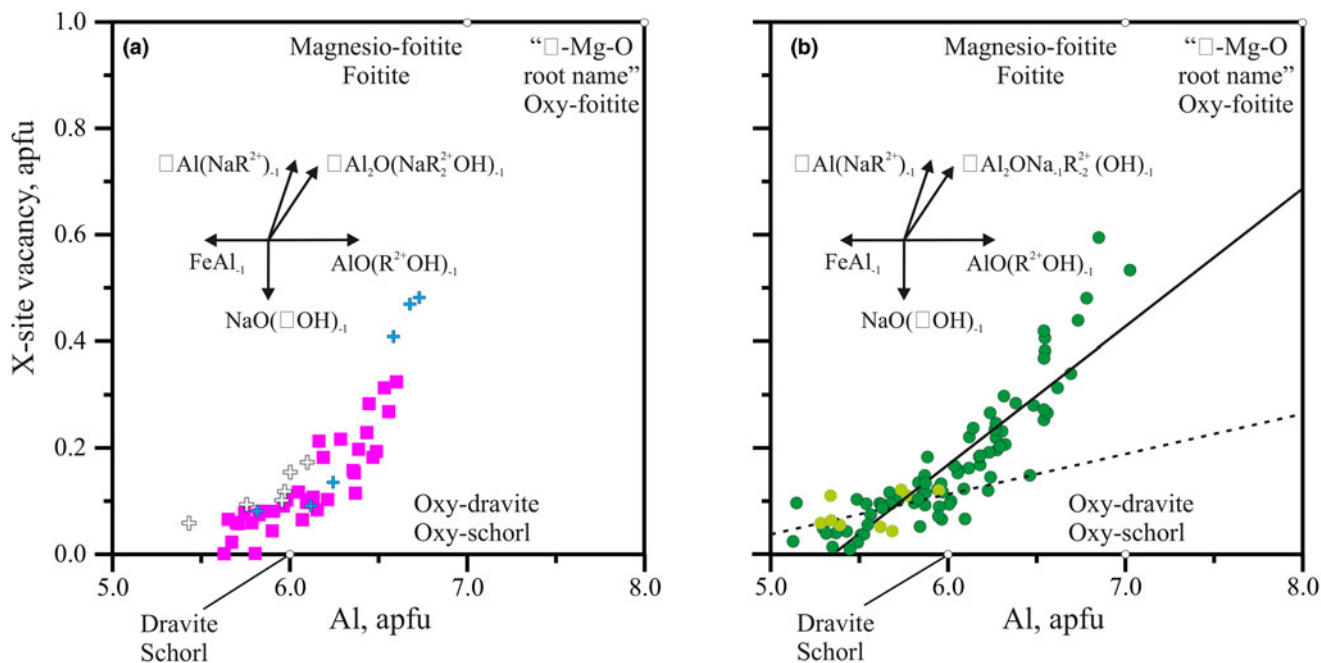 X-site vacancy, apfu
1.0
0.8
0.6
0.4
0.2
0.0
(a)
Magnesio-foitite
Foitite
“□-Mg-O
root name”
Oxy-foitite
□Al(NaR²⁺)₋₁
□Al₂O(NaR₂²⁺OH)₋₁
FeAl₋₁
AlO(R²⁺OH)₋₁
NaO(□OH)₋₁
Oxy-dravite
Oxy-schorl
5.0 6.0 7.0 8.0
Dravite
Schorl
Al, apfu
(b)
Magnesio-foitite
Foitite
“□-Mg-O
root name”
Oxy-foitite
□Al(NaR²⁺)₋₁
□Al₂ONa₋₁R²⁺₋₂(OH)₋₁
FeAl₋₁
AlO(R²⁺OH)₋₁
NaO(□OH)₋₁
Oxy-dravite
Oxy-schorl
5.0 6.0 7.0 8.0
Dravite
Schorl
Al, apfu